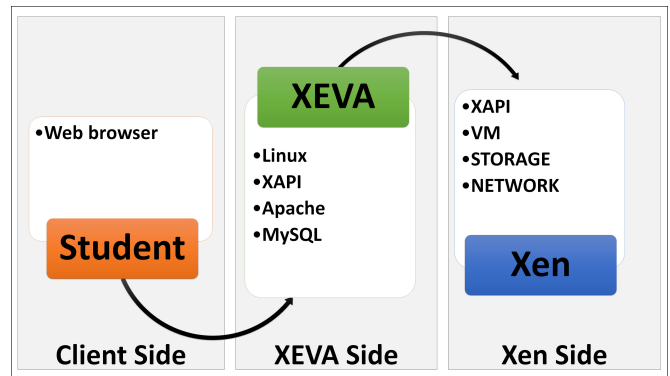 •Web browser
Student
Client Side
XEVA
•Linux
•XAPI
•Apache
•MySQL
XEVA Side
•XAPI
•VM
•STORAGE
•NETWORK
Xen
Xen Side